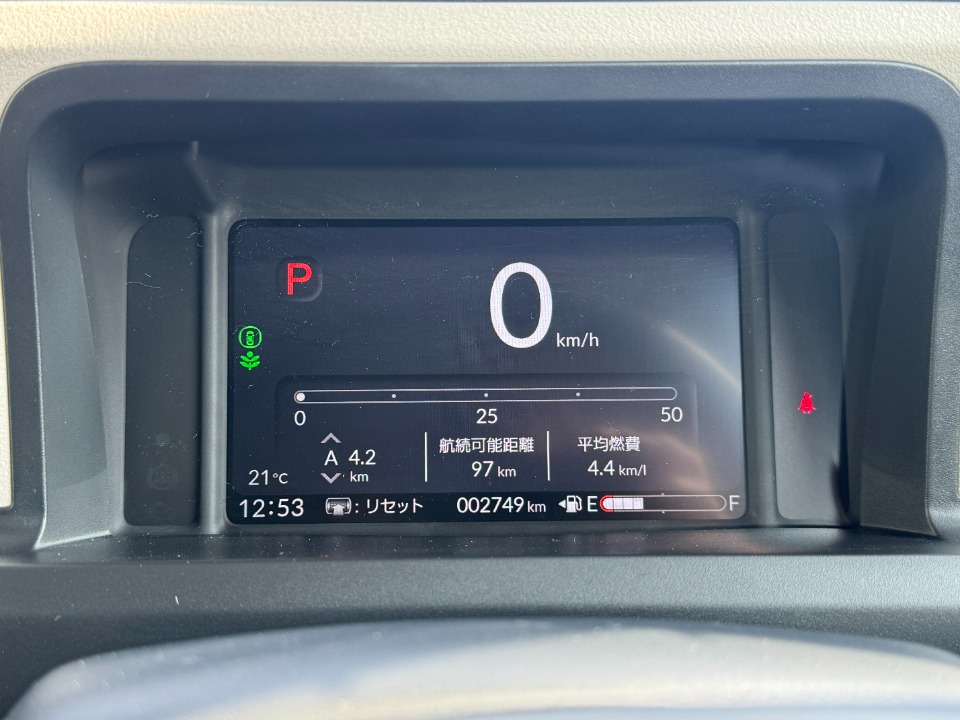 P
0 km/h
0 25 50
A 4.2 km
航続可能距離
97 km
平均燃費
4.4 km/l
21°C
12:53
: リセット
002749 km
E F